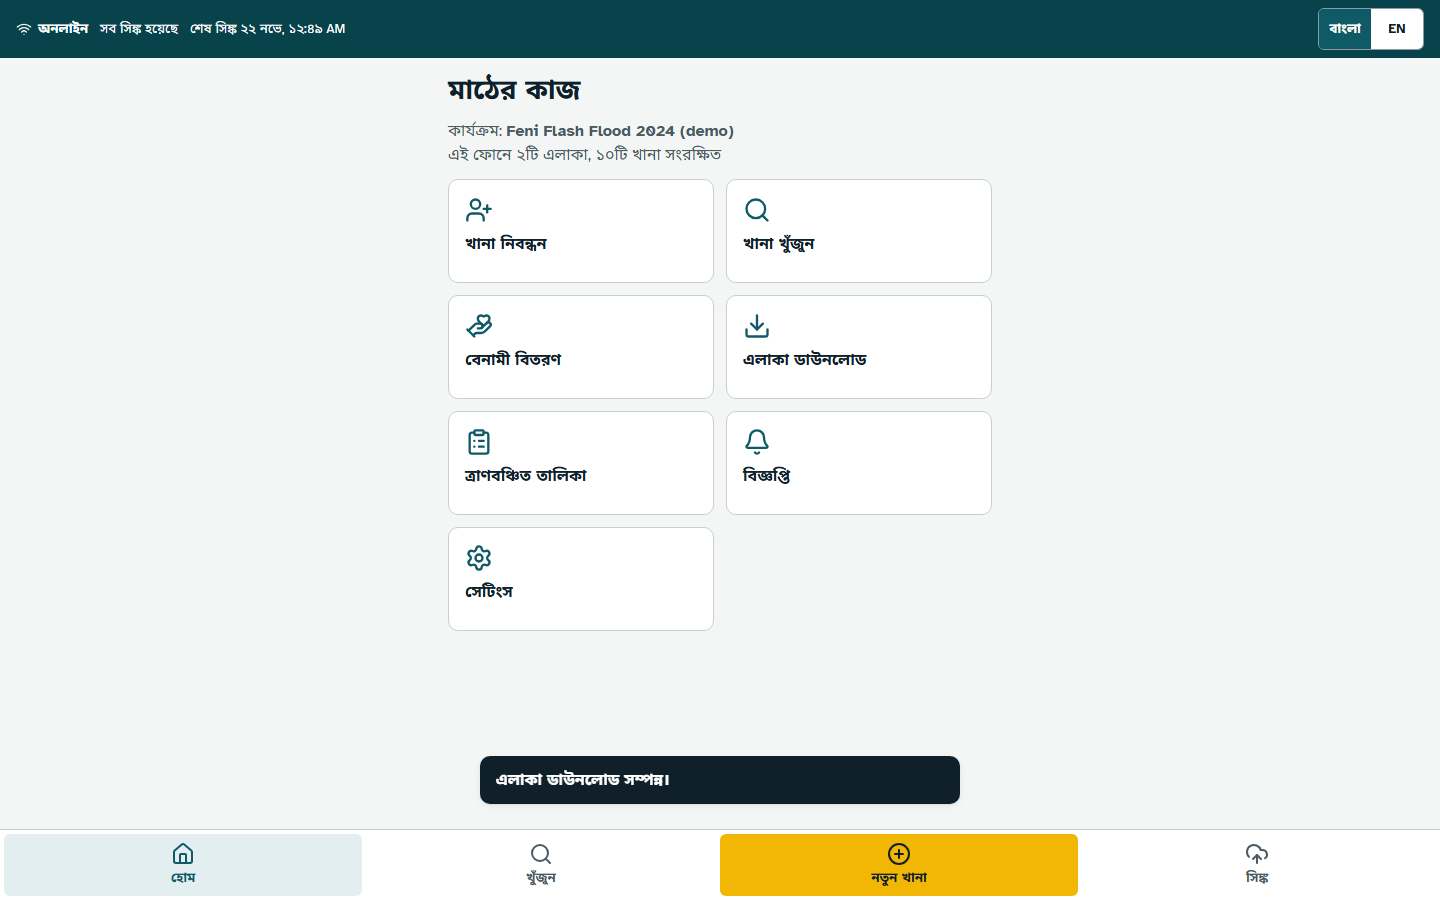 অনলাইন সব সিঙ্ক হয়েছে শেষ সিঙ্ক ২২ নভে, ১২:৪৯ AM
বাংলা EN
মাঠের কাজ
কার্যক্রম: Feni Flash Flood 2024 (demo)
এই ফোনে ২টি এলাকা, ১০টি খানা সংরক্ষিত
খানা নিবন্ধন
খানা খুঁজুন
বেনামী বিতরণ
এলাকা ডাউনলোড
ত্রাণবঞ্চিত তালিকা
বিজ্ঞপ্তি
সেটিংস
এলাকা ডাউনলোড সম্পন্ন।
হোম
খুঁজুন
নতুন খানা
সিঙ্ক